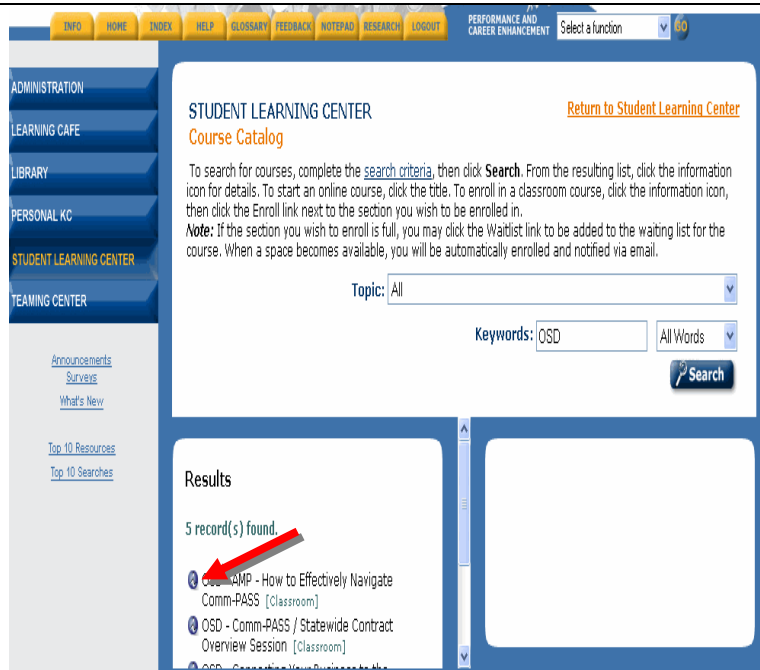 INFO HOME INDEX HELP GLOSSARY FEEDBACK NOTEPAD RESEARCH LOGOUT
PERFORMANCE AND
CAREER ENHANCEMENT
Select a function
GO
ADMINISTRATION
LEARNING CAFE
LIBRARY
PERSONAL KC
STUDENT LEARNING CENTER
TEAMING CENTER
Announcements
Surveys
What's New
Top 10 Resources
Top 10 Searches
STUDENT LEARNING CENTER
Return to Student Learning Center
Course Catalog
To search for courses, complete the search criteria, then click Search. From the resulting list, click the information
icon for details. To start an online course, click the title. To enroll in a classroom course, click the information icon,
then click the Enroll link next to the section you wish to be enrolled in.
Note: If the section you wish to enroll is full, you may click the Waitlist link to be added to the waiting list for the
course. When a space becomes available, you will be automatically enrolled and notified via email.
Topic: All
Keywords: OSD All Words
Search
Results
5 record(s) found.
OSD - AMP - How to Effectively Navigate
Comm-PASS [Classroom]
OSD - Comm-PASS / Statewide Contract
Overview Session [Classroom]
OSD - Connecting Your Business to the